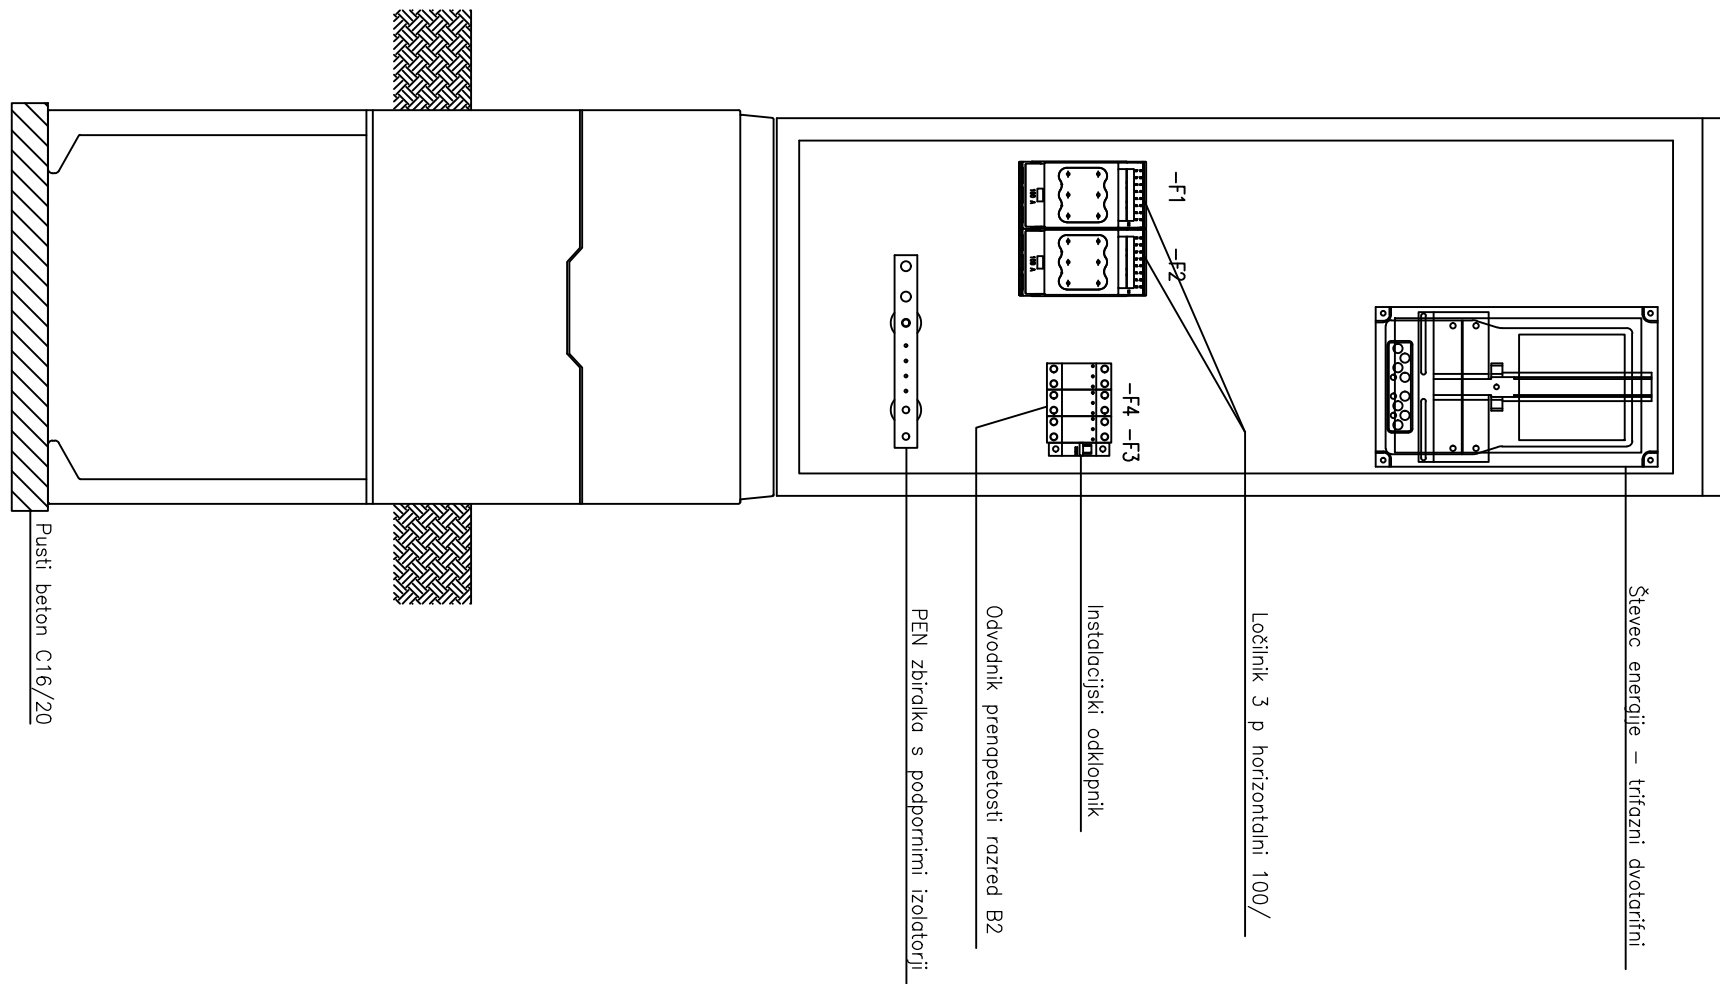 Števec energije – trifazni dvotarifni
Ločilnik 3 p horizontalni 100/
-F1
-F2
-F4 -F3
Instalacijski odklopnik
Odvodnik prenapetosti razred B2
PEN zbiralka s podpornimi izolatorji
Pusti beton C16/20